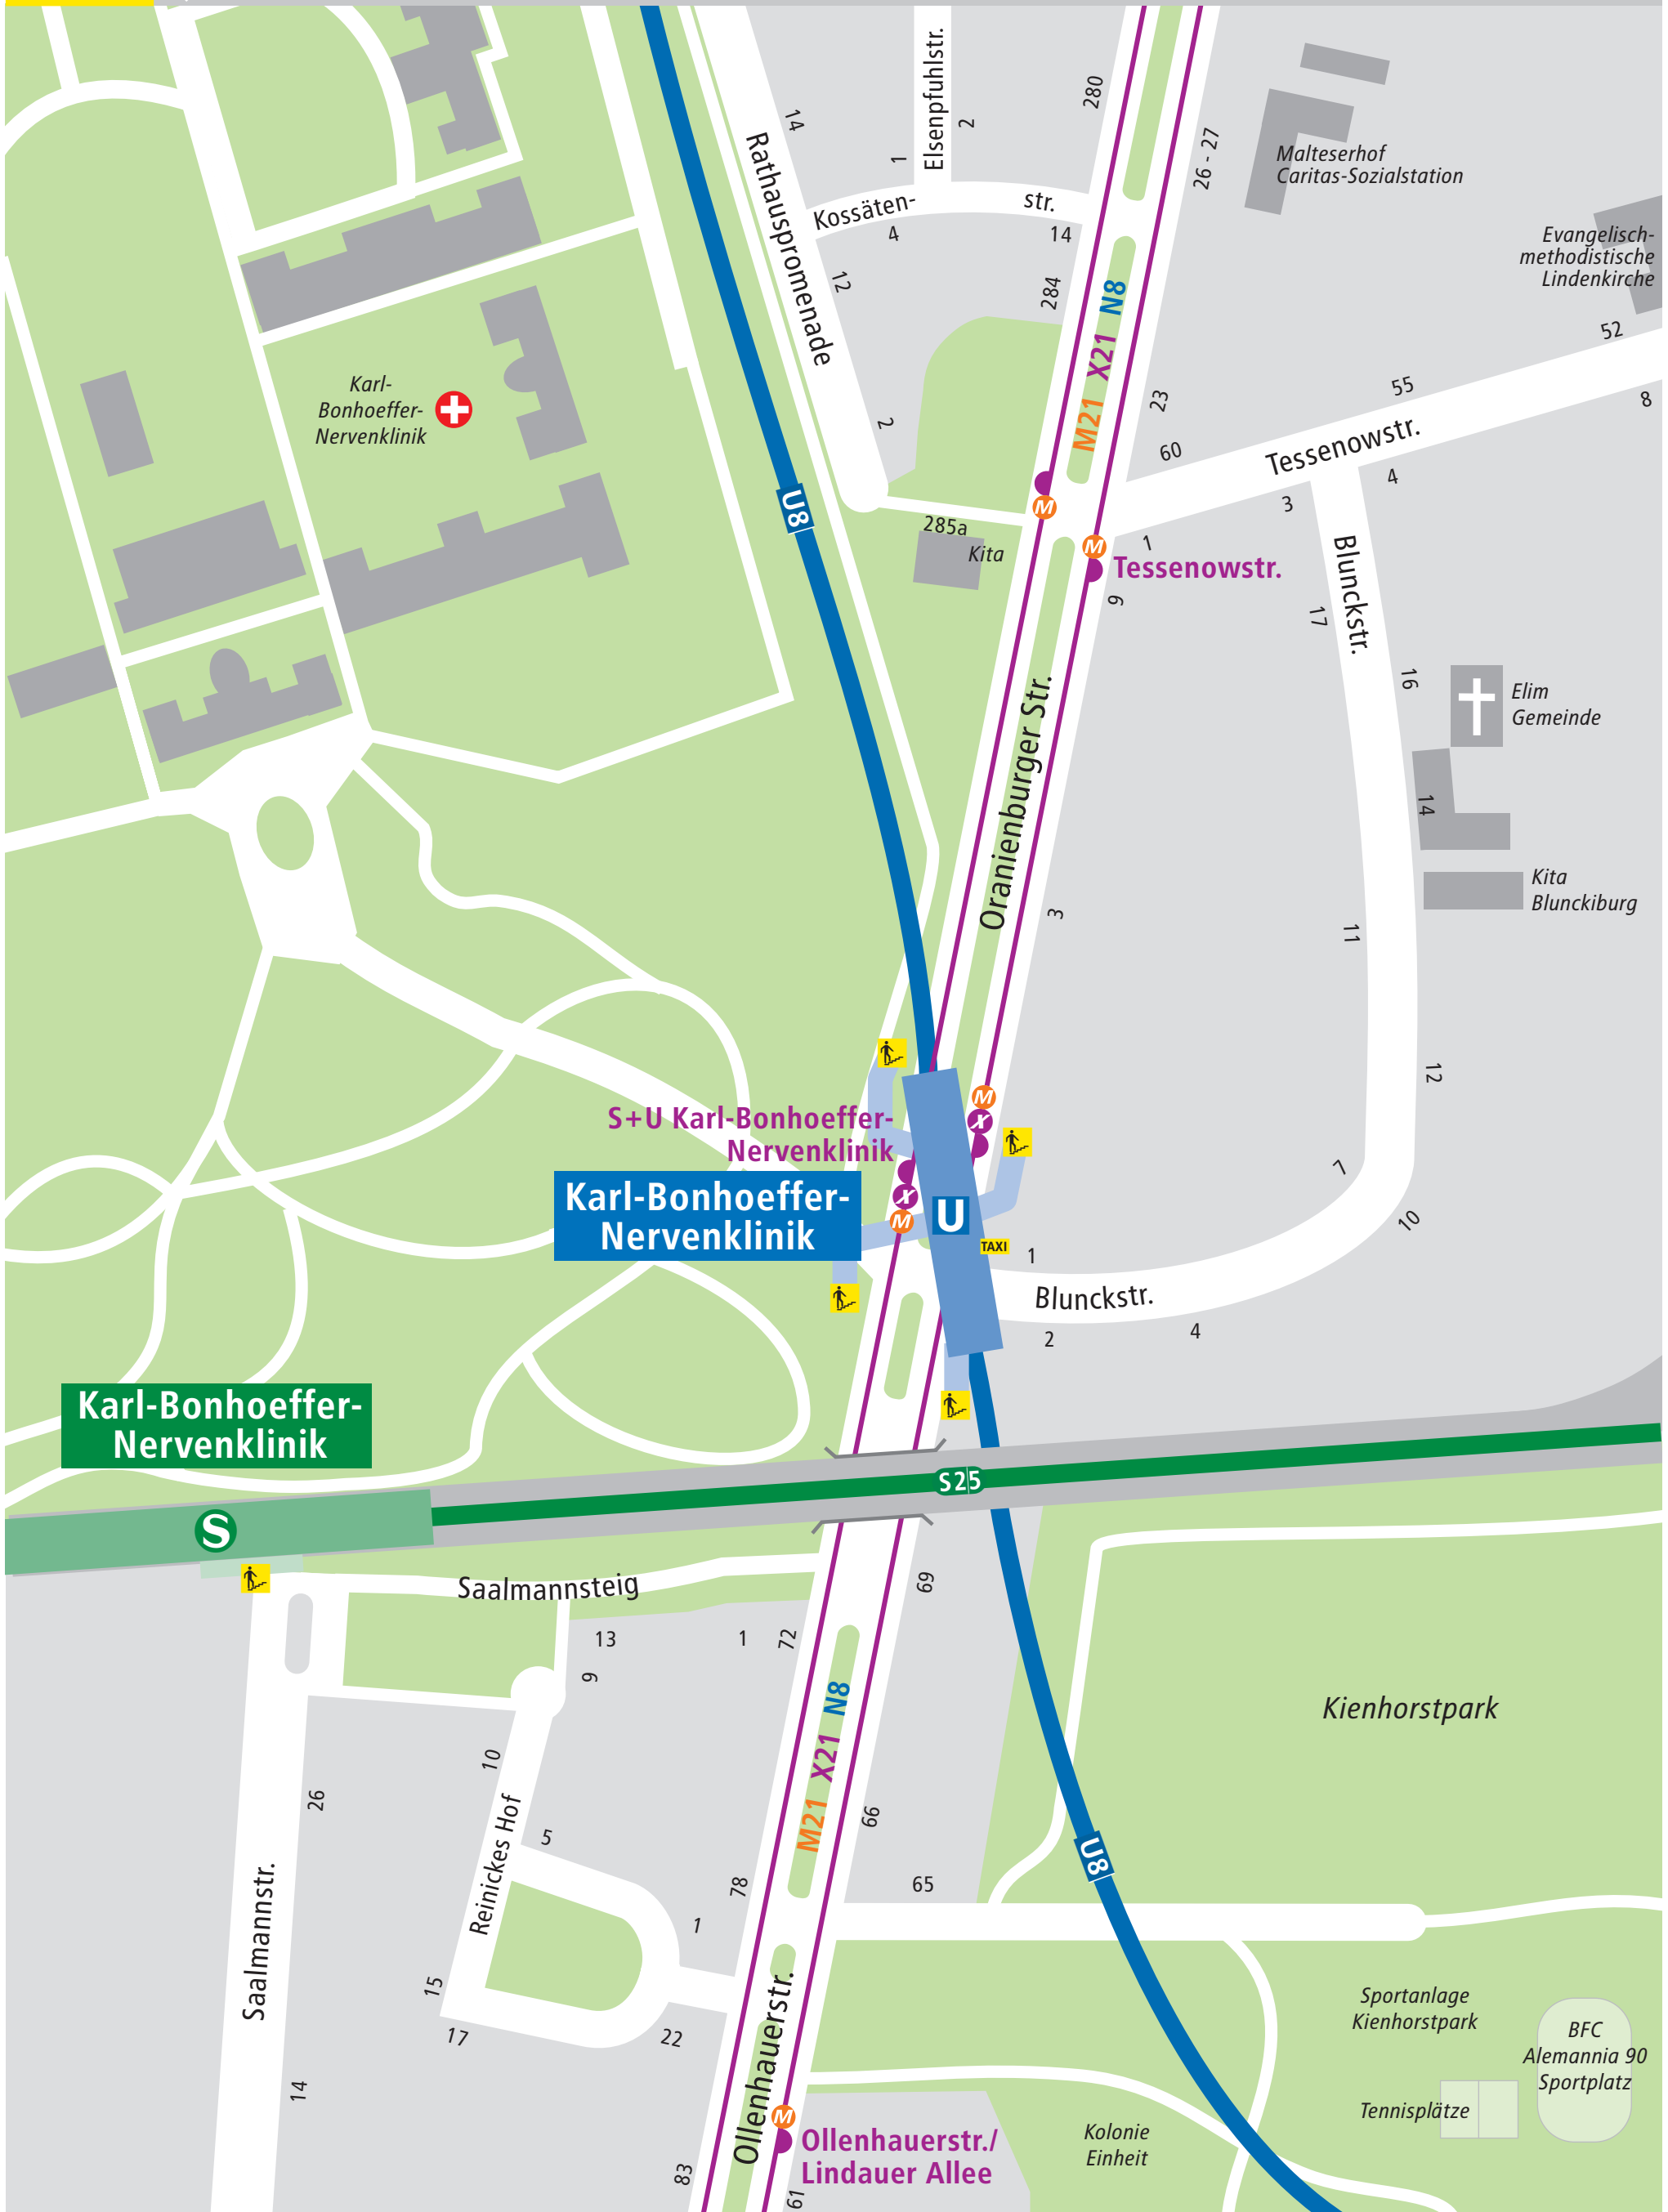 Elsenpfuhlstr.
280
14
2
1
26 - 27
Malteserhof
Caritas-Sozialstation
Rathauspromenade
Kossäten-
str.
4
14
Evangelisch-
methodistische
Lindenkirche
12
284
N8
X21
M21
52
55
8
23
60
Tessenowstr.
Karl-
Bonhoeffer-
Nervenklinik
2
4
3
U8
M
285a
Kita
M
1
Tessenowstr.
9
Blunckstr.
17
16
Elim
Gemeinde
Oranienburger Str.
14
Kita
Blunckiburg
3
11
12
M
X
S+U Karl-Bonhoeffer-
Nervenklinik
X
M
7
10
Karl-Bonhoeffer-
Nervenklinik
U
TAXI
1
Blunckstr.
2
4
Karl-Bonhoeffer-
Nervenklinik
S25
S
Saalmannsteig
69
13
1
72
9
N8
X21
M21
Kienhorstpark
10
26
66
Reinickes Hof
5
U8
78
65
1
Saalmannstr.
15
17
22
Ollenhauerstr.
Sportanlage
Kienhorstpark
BFC
Alemannia 90
Sportplatz
Tennisplätze
14
M
Ollenhauerstr./
Lindauer Allee
Kolonie
Einheit
83
61